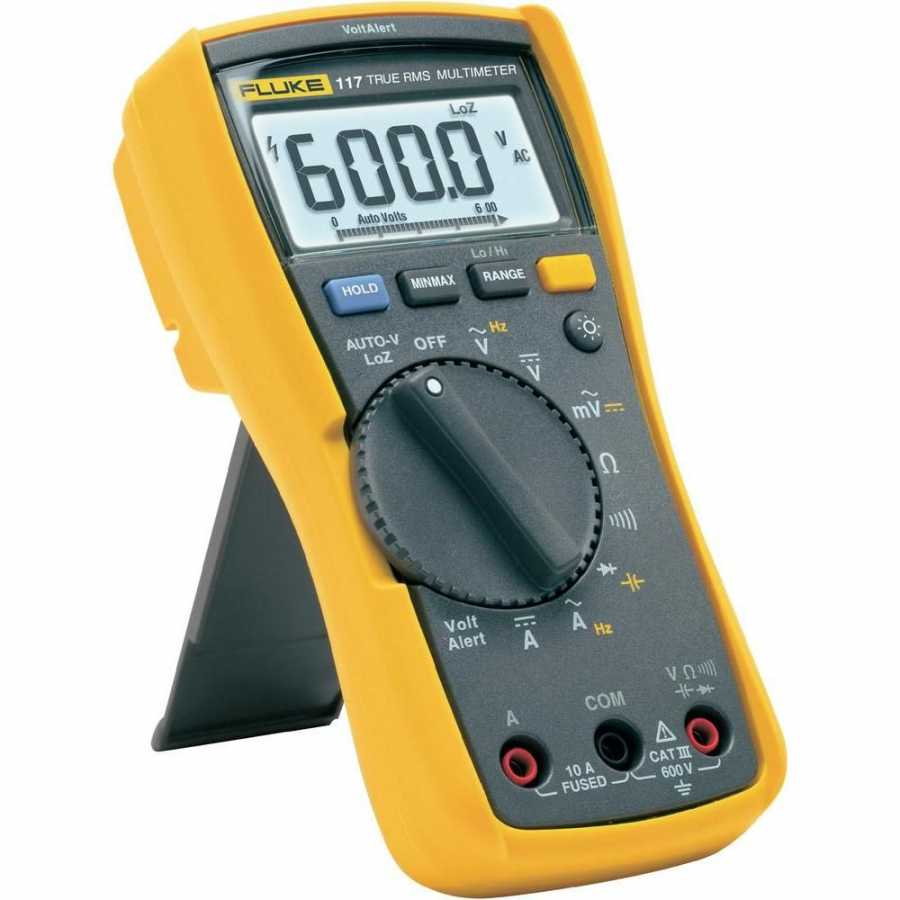 VoltAlert
FLUKE 117 TRUE RMS MULTIMETER
LoZ
600.0 V AC
0 Auto Volts 6 00
Lo / Hi
HOLD MINMAX RANGE
AUTO-V LoZ
OFF
Hz
V
V
mV
Ω
A Hz
A
Volt Alert
A
COM
V Ω
10 A FUSED
CAT III 600 V